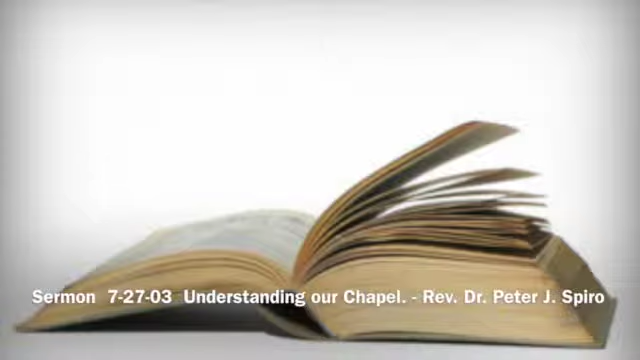 Sermon 7-27-03 Understanding our Chapel. - Rev. Dr. Peter J. Spiro